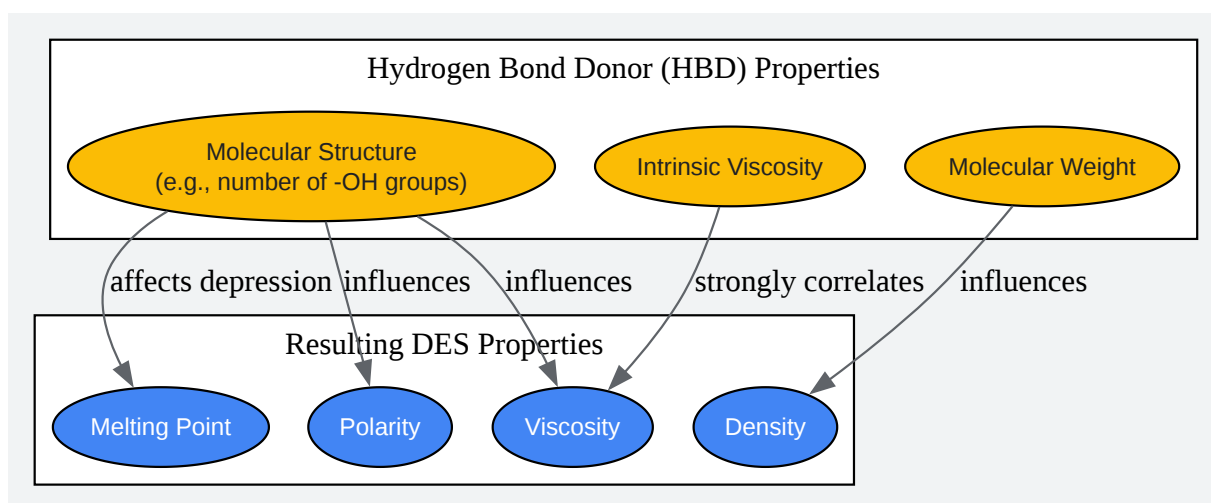 Hydrogen Bond Donor (HBD) Properties
Molecular Structure
(e.g., number of -OH groups)
Intrinsic Viscosity
Molecular Weight
affects depression
influences
influences
strongly correlates
influences
Resulting DES Properties
Melting Point
Polarity
Viscosity
Density